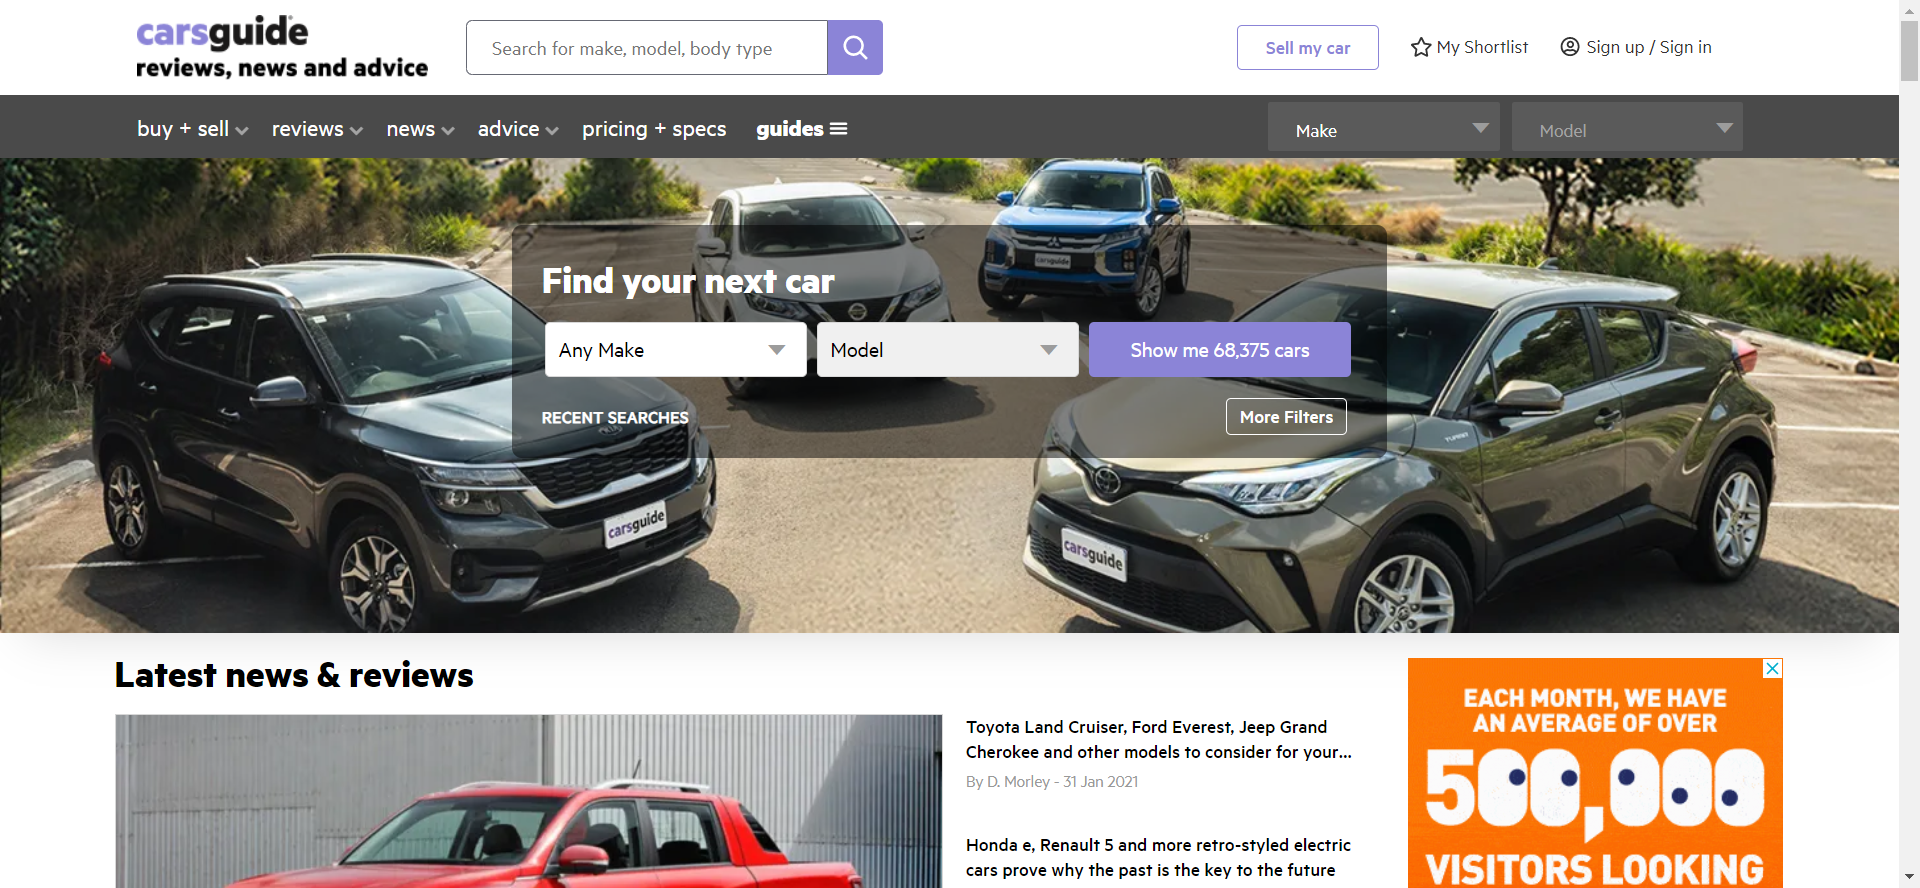 carsguide
reviews, news and advice
Search for make, model, body type
Sell my car
My Shortlist
Sign up / Sign in
buy + sell
reviews
news
advice
pricing + specs
guides
Make
Model
Find your next car
Any Make
Model
Show me 68,375 cars
RECENT SEARCHES
More Filters
carsguide
carsguide
carsguide
Latest news & reviews
Toyota Land Cruiser, Ford Everest, Jeep Grand
Cherokee and other models to consider for your...
By D. Morley - 31 Jan 2021
Honda e, Renault 5 and more retro-styled electric
cars prove why the past is the key to the future
EACH MONTH, WE HAVE
AN AVERAGE OF OVER
500,000
VISITORS LOOKING